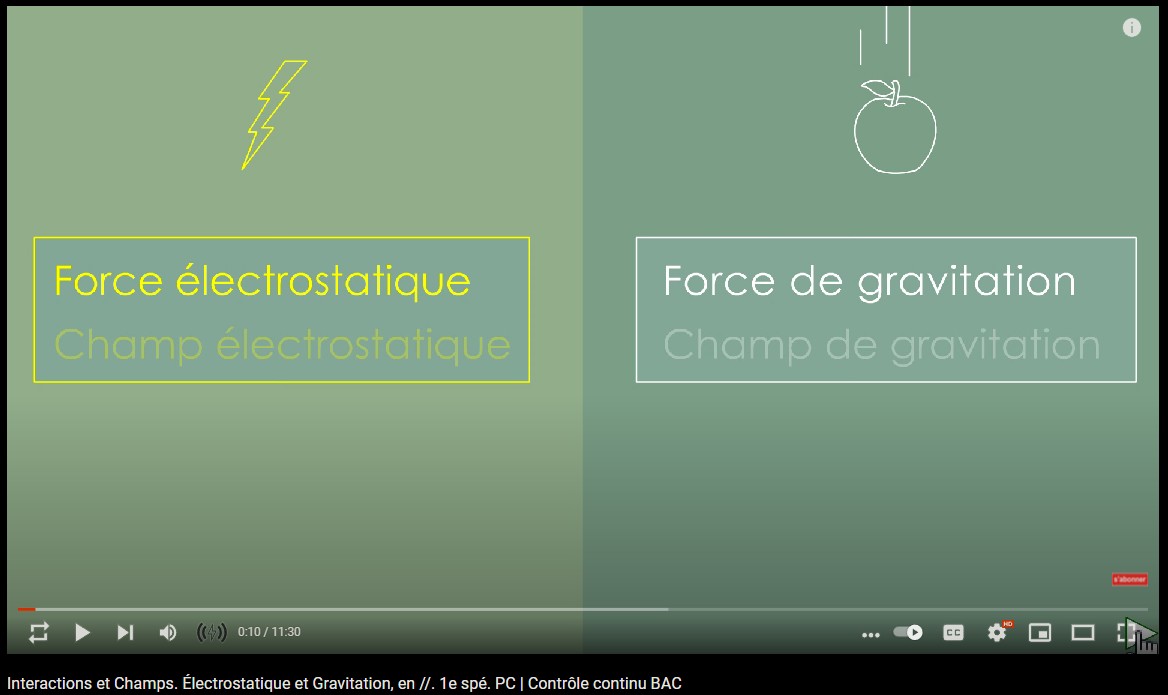 Force électrostatique
Champ électrostatique
Force de gravitation
Champ de gravitation
s'abonner
0:10 / 11:30
CC
HD
Interactions et Champs. Électrostatique et Gravitation, en //. 1e spé. PC | Contrôle continu BAC